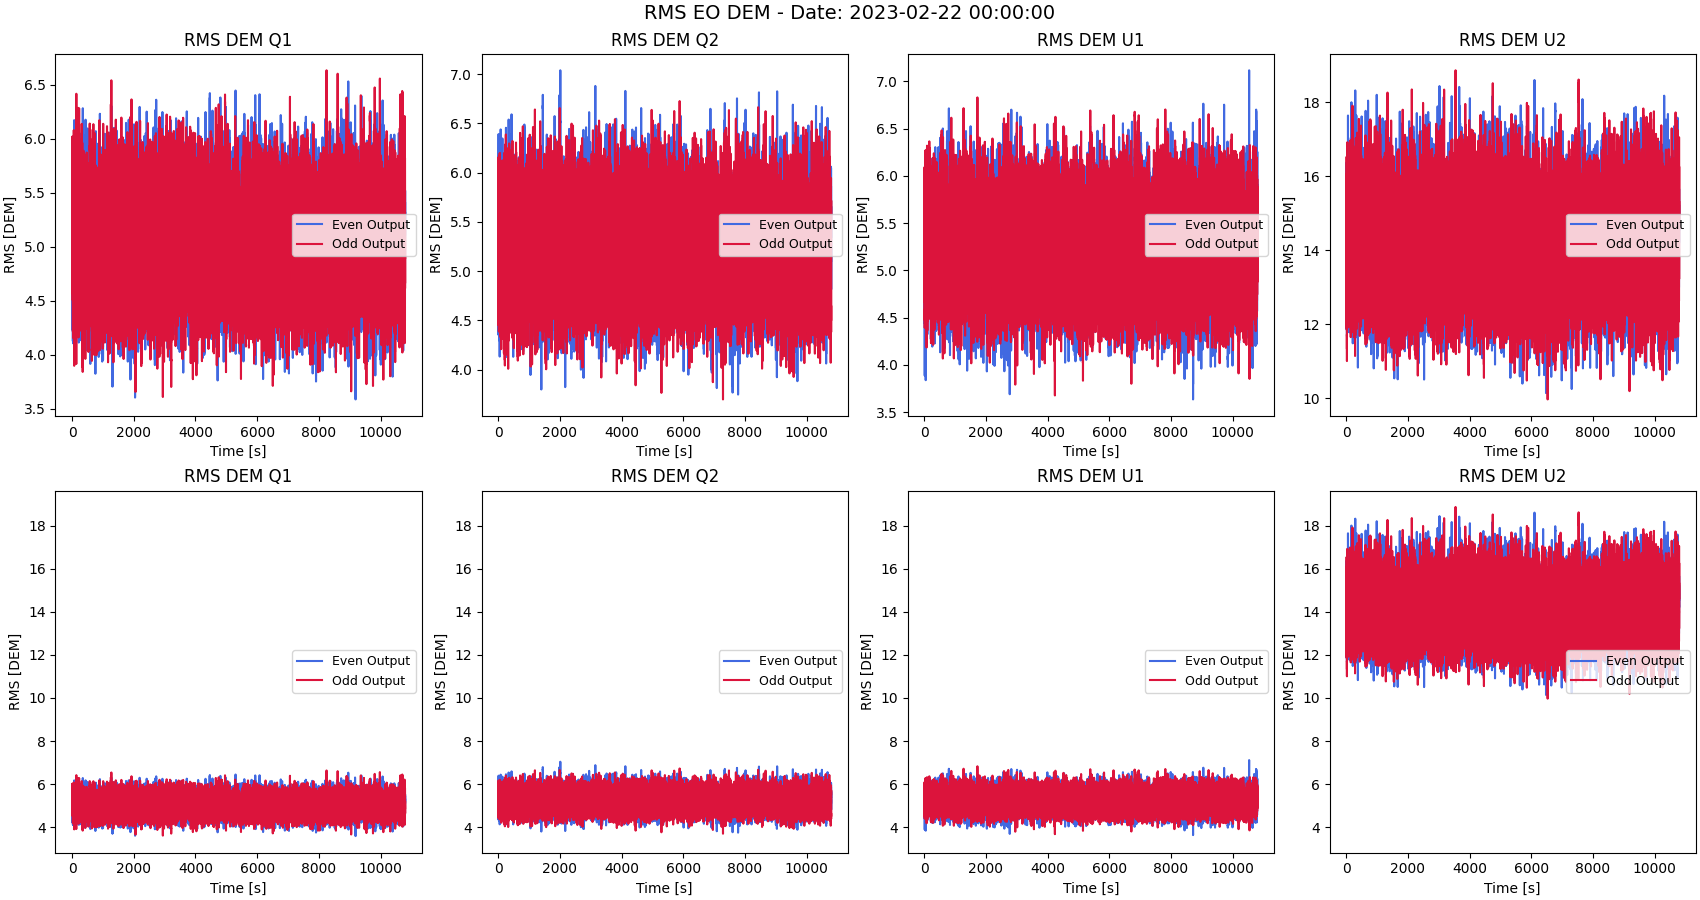 RMS EO DEM - Date: 2023-02-22 00:00:00
RMS DEM Q1
RMS DEM Q2
RMS DEM U1
RMS DEM U2
RMS [DEM]
6.5
6.0
5.5
5.0
4.5
4.0
3.5
Even Output
Odd Output
0 2000 4000 6000 8000 10000
Time [s]
RMS [DEM]
7.0
6.5
6.0
5.5
5.0
4.5
4.0
Even Output
Odd Output
0 2000 4000 6000 8000 10000
Time [s]
RMS [DEM]
7.0
6.5
6.0
5.5
5.0
4.5
4.0
3.5
Even Output
Odd Output
0 2000 4000 6000 8000 10000
Time [s]
RMS [DEM]
18
16
14
12
10
Even Output
Odd Output
0 2000 4000 6000 8000 10000
Time [s]
RMS DEM Q1
RMS DEM Q2
RMS DEM U1
RMS DEM U2
RMS [DEM]
18
16
14
12
10
8
6
4
Even Output
Odd Output
0 2000 4000 6000 8000 10000
Time [s]
RMS [DEM]
18
16
14
12
10
8
6
4
Even Output
Odd Output
0 2000 4000 6000 8000 10000
Time [s]
RMS [DEM]
18
16
14
12
10
8
6
4
Even Output
Odd Output
0 2000 4000 6000 8000 10000
Time [s]
RMS [DEM]
18
16
14
12
10
8
6
4
Even Output
Odd Output
0 2000 4000 6000 8000 10000
Time [s]